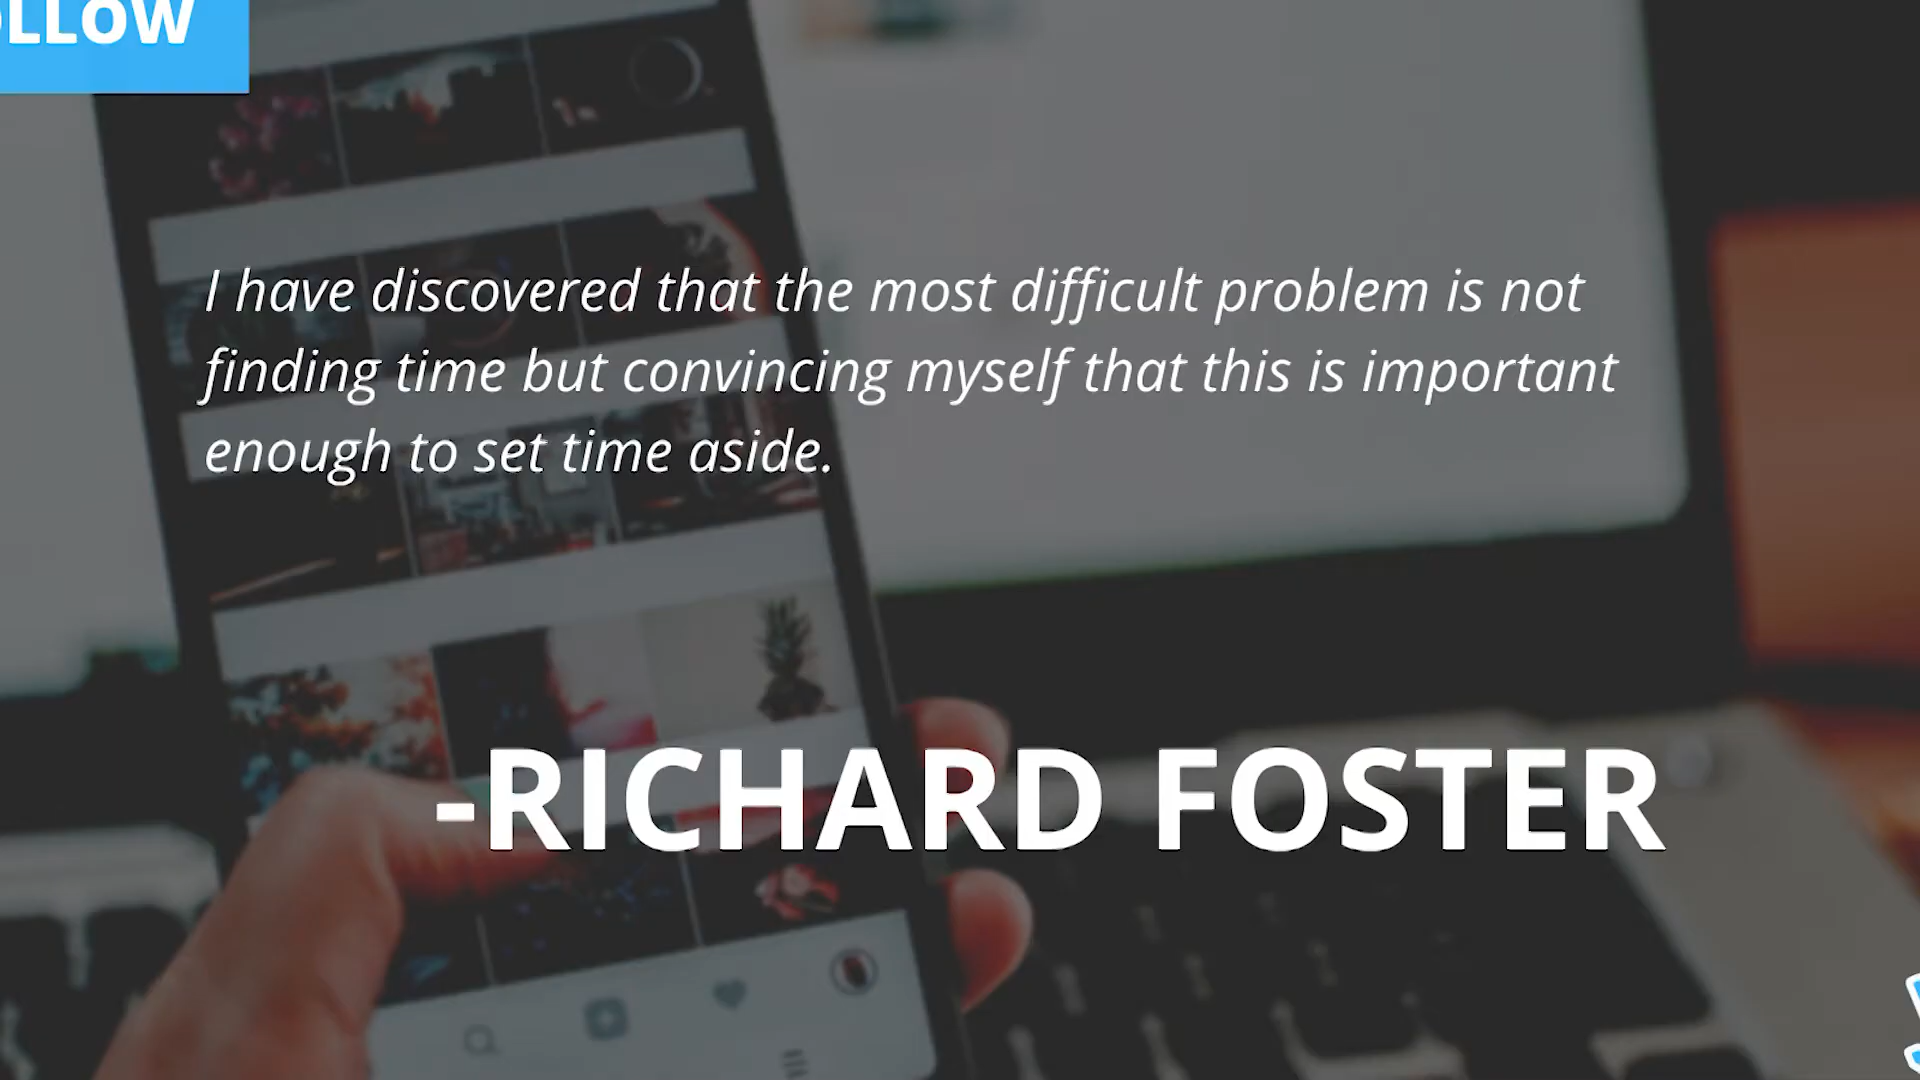 I have discovered that the most difficult problem is not
finding time but convincing myself that this is important
enough to set time aside.
-RICHARD FOSTER